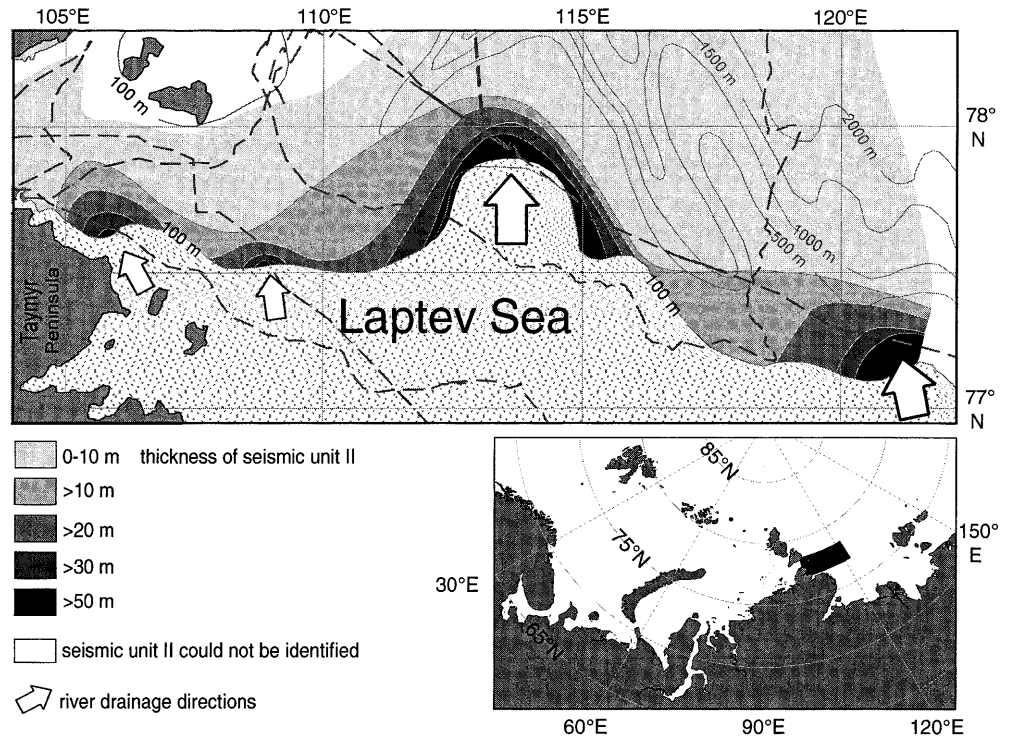 105°E 110°E 115°E 120°E
100 m
1500 m
2000 m
78°
N
100 m
1000 m
500 m
100 m
Taymyr
Peninsula
Laptev Sea
77°
N
0-10 m thickness of seismic unit II
>10 m
>20 m
>30 m
>50 m
seismic unit II could not be identified
river drainage directions
85°N
75°N
65°N
150°
E
30°E
60°E 90°E 120°E